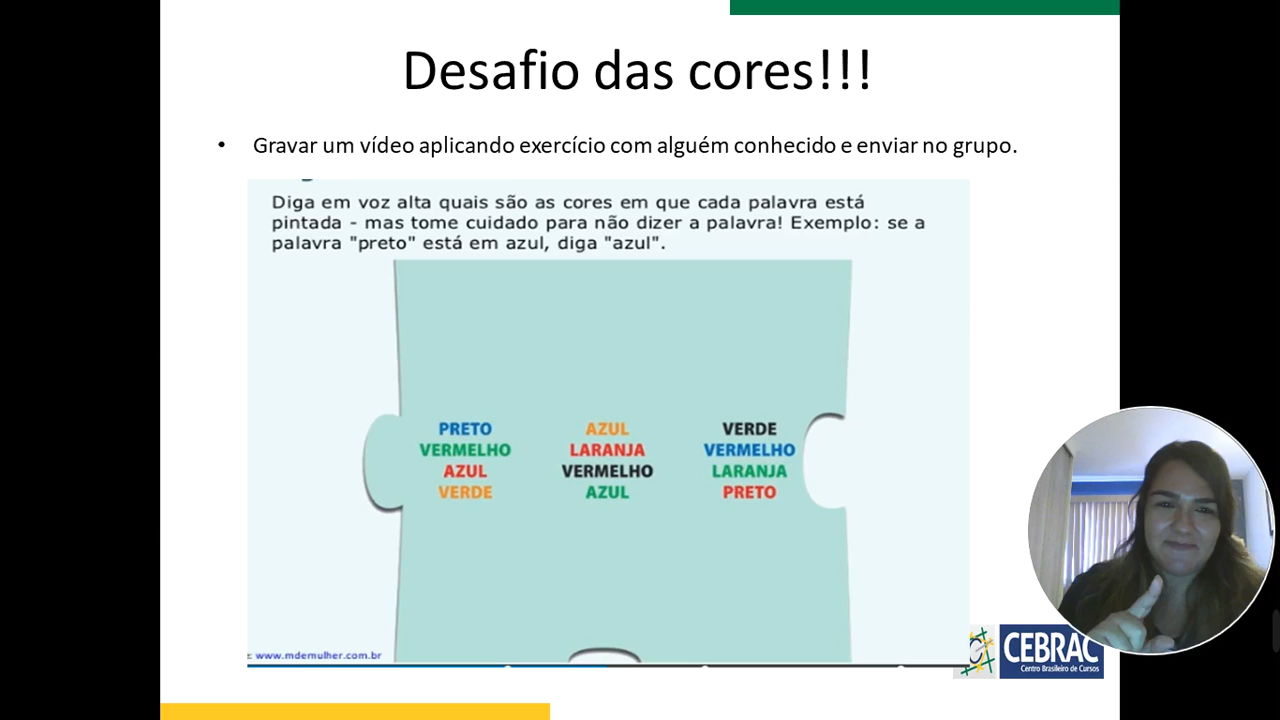 Desafio das cores!!!
• Gravar um vídeo aplicando exercício com alguém conhecido e enviar no grupo.
Diga em voz alta quais são as cores em que cada palavra está
pintada - mas tome cuidado para não dizer a palavra! Exemplo: se a
palavra "preto" está em azul, diga "azul".
PRETO AZUL VERDE
VERMELHO LARANJA VERMELHO
AZUL VERMELHO LARANJA
VERDE AZUL PRETO
: www.mdemulher.com.br
CEBRAC
Centro Brasileiro de Cursos